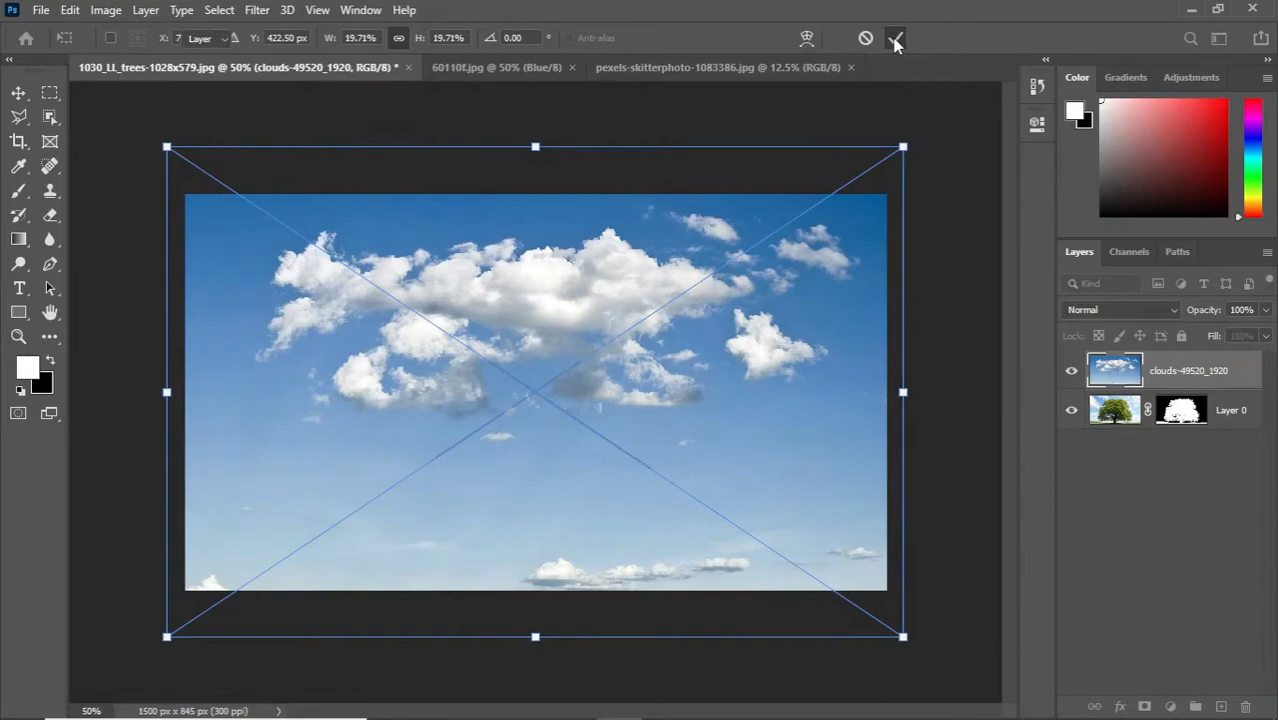 Ps File Edit Image Layer Type Select Filter 3D View Window Help
X: 7 Layer Y: 422.50 px W: 19.71% H: 19.71% 0.00 ° Anti-alias
1030_LL_trees-1028x579.jpg @ 50% (clouds-49520_1920, RGB/8) * × 60110f.jpg @ 50% (Blue/8) × pexels-skitterphoto-1083386.jpg @ 12.5% (RGB/8) ×
Color Gradients Adjustments
Layers Channels Paths
Kind
Normal Opacity: 100%
Lock: Fill: 100%
clouds-49520_1920
Layer 0
50% 1500 px x 845 px (300 ppi)